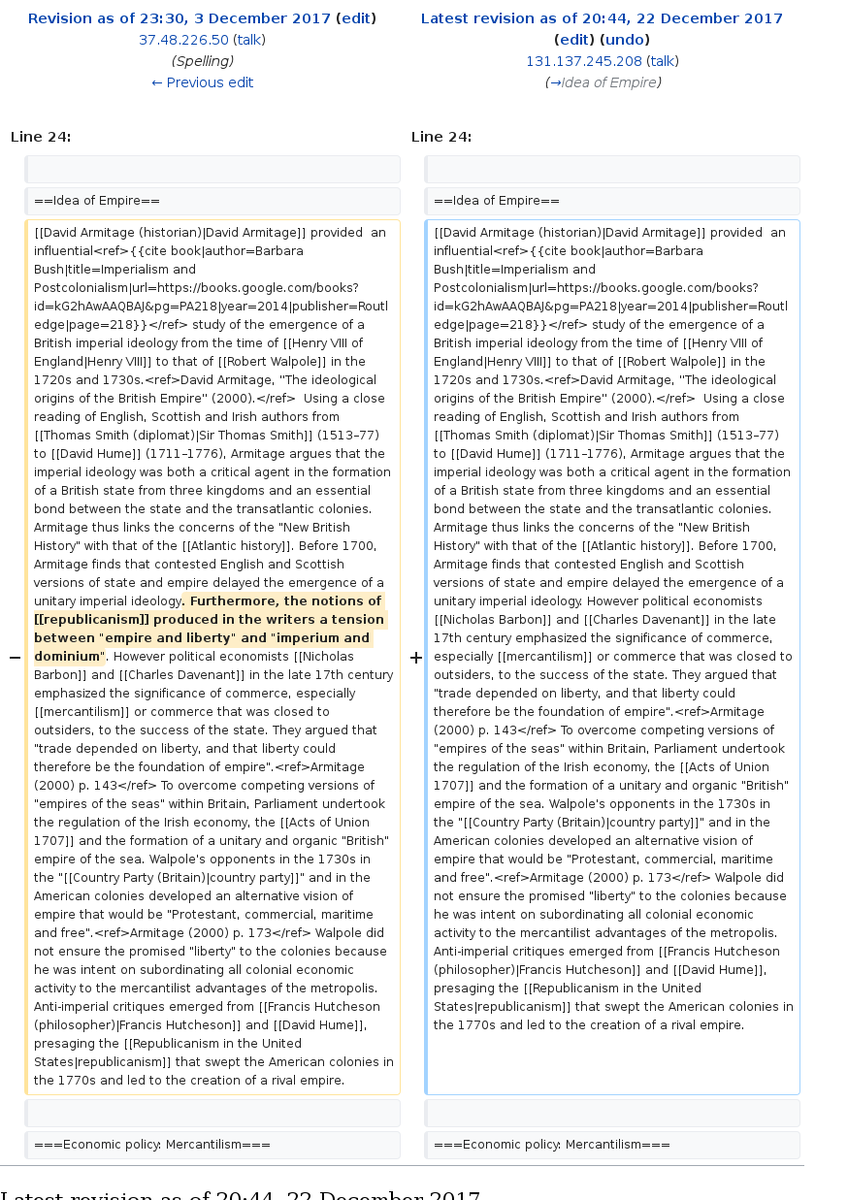 Revision as of 23:30, 3 December 2017 (edit)
37.48.226.50 (talk)
(Spelling)
← Previous edit
Latest revision as of 20:44, 22 December 2017
(edit) (undo)
131.137.245.208 (talk)
(→Idea of Empire)
Line 24:
Line 24:
==Idea of Empire==
==Idea of Empire==
−
[[David Armitage (historian)|David Armitage]] provided  an
influential<ref>{{cite book|author=Barbara
Bush|title=Imperialism and
Postcolonialism|url=https://books.google.com/books?
id=kG2hAwAAQBAJ&pg=PA218|year=2014|publisher=Routl
edge|page=218}}</ref> study of the emergence of a
British imperial ideology from the time of [[Henry VIII of
England|Henry VIII]] to that of [[Robert Walpole]] in the
1720s and 1730s.<ref>David Armitage, ''The ideological
origins of the British Empire'' (2000).</ref>  Using a close
reading of English, Scottish and Irish authors from
[[Thomas Smith (diplomat)|Sir Thomas Smith]] (1513–77)
to [[David Hume]] (1711–1776), Armitage argues that the
imperial ideology was both a critical agent in the formation
of a British state from three kingdoms and an essential
bond between the state and the transatlantic colonies.
Armitage thus links the concerns of the "New British
History" with that of the [[Atlantic history]]. Before 1700,
Armitage finds that contested English and Scottish
versions of state and empire delayed the emergence of a
unitary imperial ideology. Furthermore, the notions of
[[republicanism]] produced in the writers a tension
between "empire and liberty" and "imperium and
dominium". However political economists [[Nicholas
Barbon]] and [[Charles Davenant]] in the late 17th century
emphasized the significance of commerce, especially
[[mercantilism]] or commerce that was closed to
outsiders, to the success of the state. They argued that
"trade depended on liberty, and that liberty could
therefore be the foundation of empire".<ref>Armitage
(2000) p. 143</ref> To overcome competing versions of
"empires of the seas" within Britain, Parliament undertook
the regulation of the Irish economy, the [[Acts of Union
1707]] and the formation of a unitary and organic "British"
empire of the sea. Walpole's opponents in the 1730s in
the "[[Country Party (Britain)|country party]]" and in the
American colonies developed an alternative vision of
empire that would be "Protestant, commercial, maritime
and free".<ref>Armitage (2000) p. 173</ref> Walpole did
not ensure the promised "liberty" to the colonies because
he was intent on subordinating all colonial economic
activity to the mercantilist advantages of the metropolis.
Anti-imperial critiques emerged from [[Francis Hutcheson
(philosopher)|Francis Hutcheson]] and [[David Hume]],
presaging the [[Republicanism in the United
States|republicanism]] that swept the American colonies in
the 1770s and led to the creation of a rival empire.
+
[[David Armitage (historian)|David Armitage]] provided  an
influential<ref>{{cite book|author=Barbara
Bush|title=Imperialism and
Postcolonialism|url=https://books.google.com/books?
id=kG2hAwAAQBAJ&pg=PA218|year=2014|publisher=Routl
edge|page=218}}</ref> study of the emergence of a
British imperial ideology from the time of [[Henry VIII of
England|Henry VIII]] to that of [[Robert Walpole]] in the
1720s and 1730s.<ref>David Armitage, ''The ideological
origins of the British Empire'' (2000).</ref>  Using a close
reading of English, Scottish and Irish authors from
[[Thomas Smith (diplomat)|Sir Thomas Smith]] (1513–77)
to [[David Hume]] (1711–1776), Armitage argues that the
imperial ideology was both a critical agent in the formation
of a British state from three kingdoms and an essential
bond between the state and the transatlantic colonies.
Armitage thus links the concerns of the "New British
History" with that of the [[Atlantic history]]. Before 1700,
Armitage finds that contested English and Scottish
versions of state and empire delayed the emergence of a
unitary imperial ideology. However political economists
[[Nicholas Barbon]] and [[Charles Davenant]] in the late
17th century emphasized the significance of commerce,
especially [[mercantilism]] or commerce that was closed to
outsiders, to the success of the state. They argued that
"trade depended on liberty, and that liberty could
therefore be the foundation of empire".<ref>Armitage
(2000) p. 143</ref> To overcome competing versions of
"empires of the seas" within Britain, Parliament undertook
the regulation of the Irish economy, the [[Acts of Union
1707]] and the formation of a unitary and organic "British"
empire of the sea. Walpole's opponents in the 1730s in
the "[[Country Party (Britain)|country party]]" and in the
American colonies developed an alternative vision of
empire that would be "Protestant, commercial, maritime
and free".<ref>Armitage (2000) p. 173</ref> Walpole did
not ensure the promised "liberty" to the colonies because
he was intent on subordinating all colonial economic
activity to the mercantilist advantages of the metropolis.
Anti-imperial critiques emerged from [[Francis Hutcheson
(philosopher)|Francis Hutcheson]] and [[David Hume]],
presaging the [[Republicanism in the United
States|republicanism]] that swept the American colonies in
the 1770s and led to the creation of a rival empire.
===Economic policy: Mercantilism===
===Economic policy: Mercantilism===
Latest revision as of 20:44, 22 December 2017